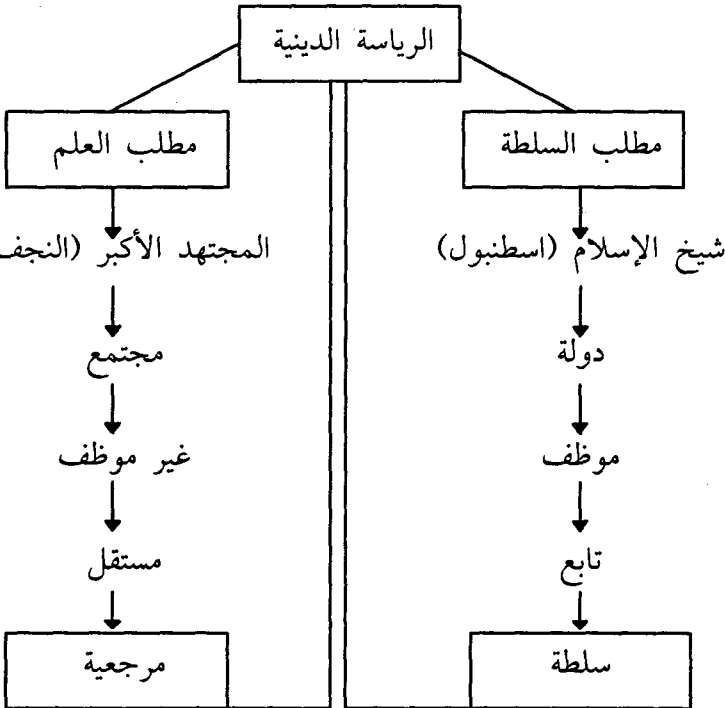 الرياسة الدينية
مطلب السلطة
مطلب العلم
شيخ الإسلام (اسطنبول)
المجتهد الأكبر (النجف
دولة
مجتمع
موظف
غير موظف
تابع
مستقل
سلطة
مرجعية